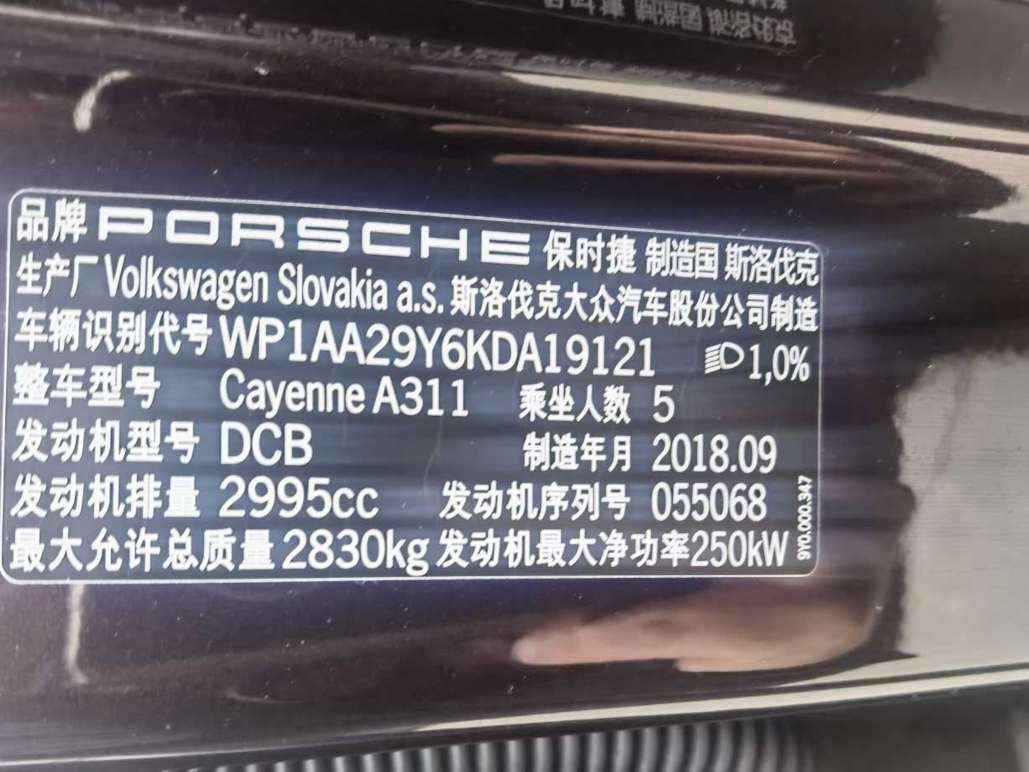 品牌 PORSCHE 保时捷 制造国 斯洛伐克
生产厂 Volkswagen Slovakia a.s. 斯洛伐克大众汽车股份公司制造
车辆识别代号 WP1AA29Y6KDA19121 1,0%
整车型号 Cayenne A311 乘坐人数 5
发动机型号 DCB 制造年月 2018.09
发动机排量 2995cc 发动机序列号 055068
最大允许总质量 2830kg 发动机最大净功率 250kW
9Y0.000.347